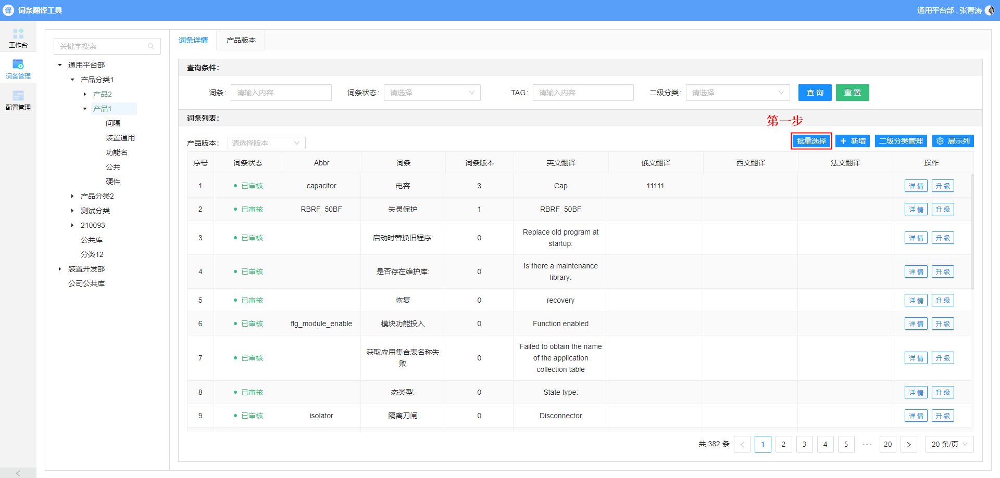 译 词条翻译工具
通用平台部 , 张青涛
工作台
词条管理
配置管理
关键字搜索
通用平台部
产品分类1
产品2
产品1
间隔
装置通用
功能名
公共
硬件
产品分类2
测试分类
210093
公共库
分类12
装置开发部
公司公共库
词条详情 产品版本
查询条件：
词条： 请输入内容 词条状态： 请选择 TAG： 请输入内容 二级分类： 请选择 查 询 重 置
词条列表：
第一步
产品版本： 请选择版本 批量选择 + 新增 二级分类管理 展示列
序号 词条状态 Abbr 词条 词条版本 英文翻译 俄文翻译 西文翻译 法文翻译 操作
1 已审核 capacitor 电容 3 Cap 11111 详 情 升 级
2 已审核 RBRF_50BF 失灵保护 1 RBRF_50BF 详 情 升 级
3 已审核 启动时替换旧程序: 0 Replace old program at
startup: 详 情 升 级
4 已审核 是否存在维护库: 0 Is there a maintenance
library: 详 情 升 级
5 已审核 恢复 0 recovery 详 情 升 级
6 已审核 flg_module_enable 模块功能投入 0 Function enabled 详 情 升 级
7 已审核 获取应用集合表名称失
败 0 Failed to obtain the name
of the application
collection table 详 情 升 级
8 已审核 态类型: 0 State type: 详 情 升 级
9 已审核 isolator 隔离刀闸 0 Disconnector 详 情 升 级
共 382 条 < 1 2 3 4 5 ••• 20 > 20 条/页